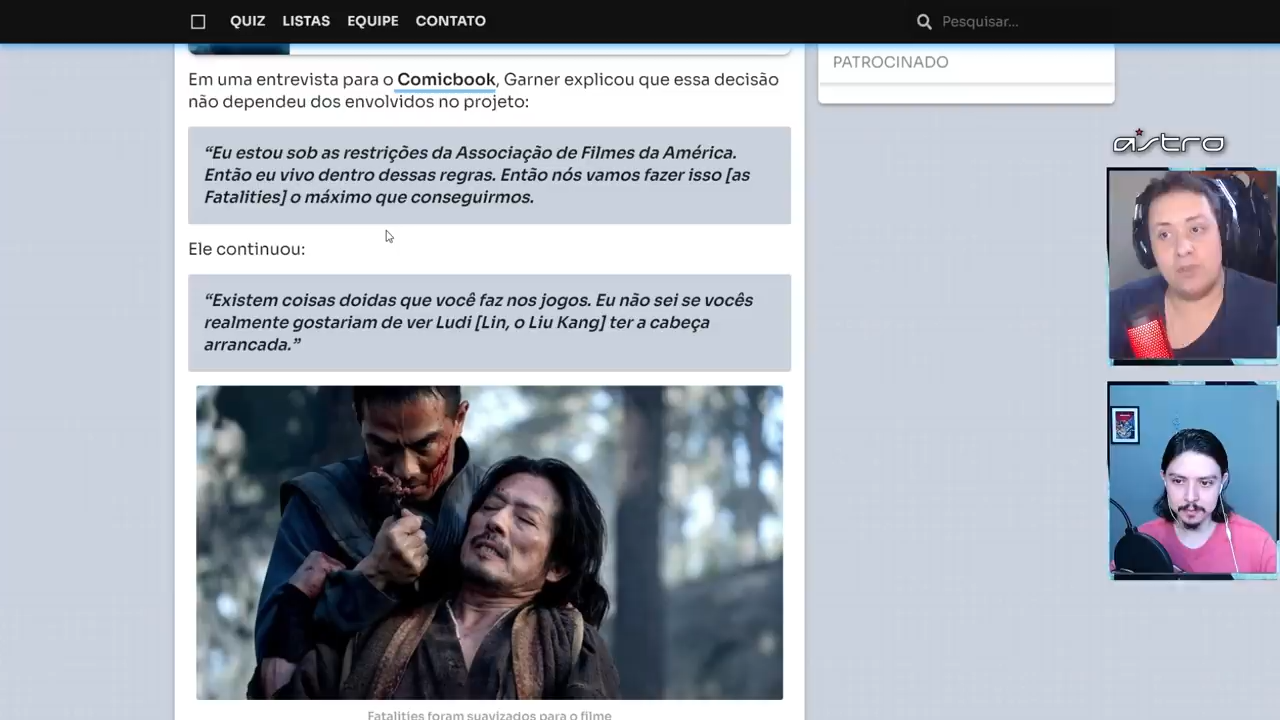 QUIZ LISTAS EQUIPE CONTATO
Pesquisar...
PATROCINADO
Em uma entrevista para o Comicbook, Garner explicou que essa decisão
não dependeu dos envolvidos no projeto:
“Eu estou sob as restrições da Associação de Filmes da América.
Então eu vivo dentro dessas regras. Então nós vamos fazer isso [as
Fatalities] o máximo que conseguirmos.
Ele continuou:
“Existem coisas doidas que você faz nos jogos. Eu não sei se vocês
realmente gostariam de ver Ludi [Lin, o Liu Kang] ter a cabeça
arrancada.”
Fatalities foram suavizados para o filme
astro